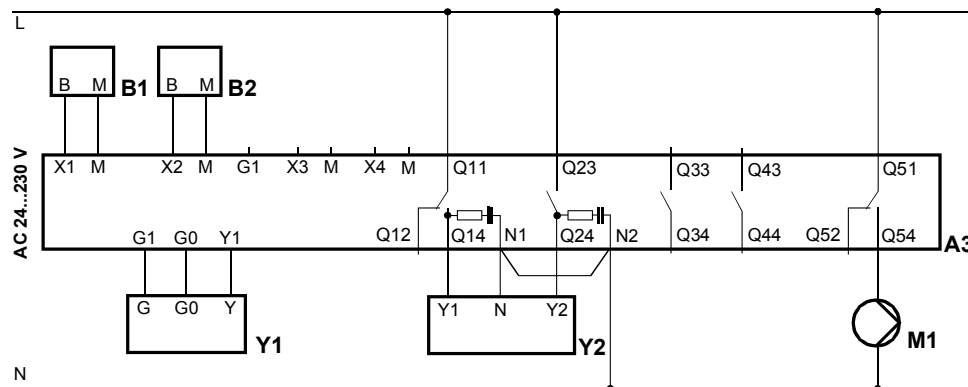 L
B M B1 B M B2
AC 24...230 V
X1 M X2 M G1 X3 M X4 M Q11 Q23 Q33 Q43 Q51
Q12 Q14 N1 Q24 N2 Q34 Q44 Q52 Q54 A3
G1 G0 Y1
G G0 Y Y1
Y1 N Y2 Y2
M1
N